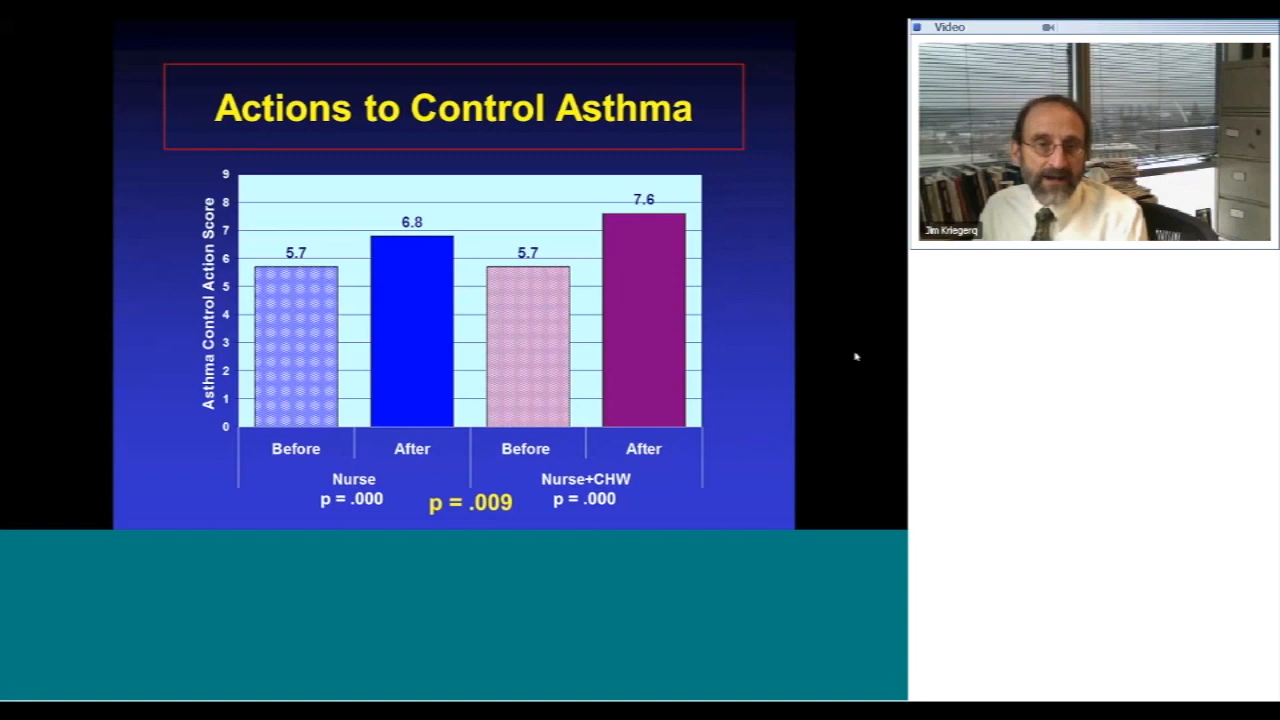 Actions to Control Asthma
Asthma Control Action Score
9
8
7
6
5
4
3
2
1
0
5.7
6.8
5.7
7.6
Before After Before After
Nurse Nurse+CHW
p = .000 p = .009 p = .000
Video
Jim Kriegerq